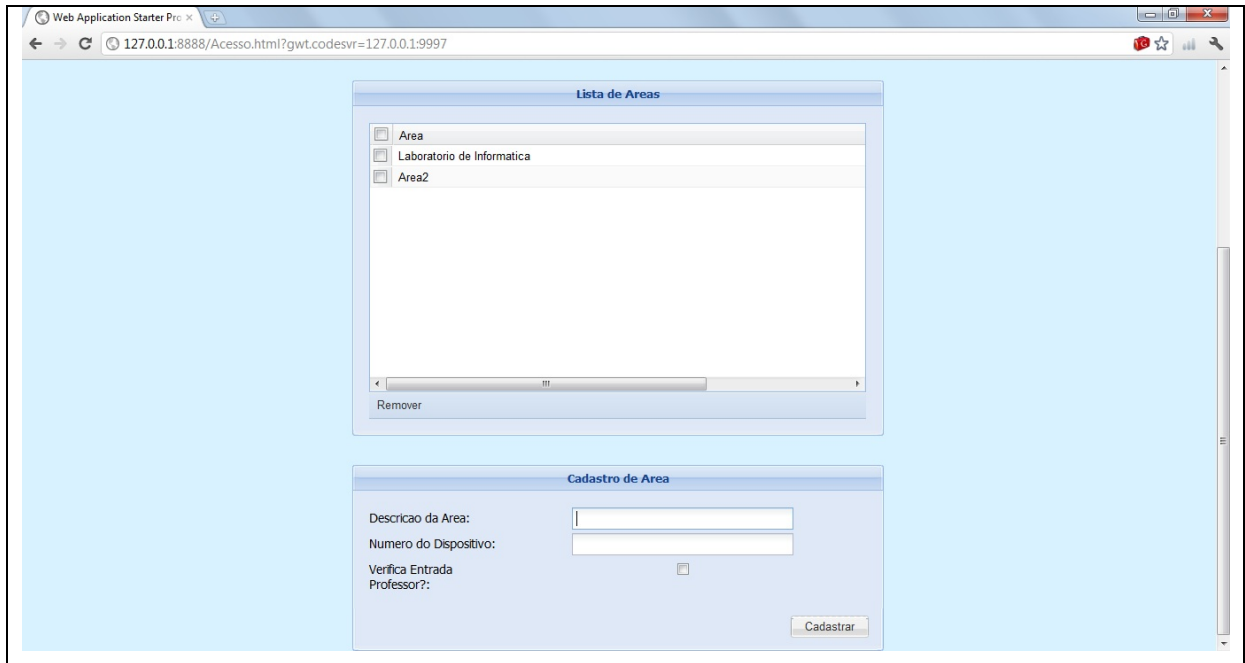 Web Application Starter Pro
127.0.0.1:8888/Acesso.html?gwt.codesvr=127.0.0.1:9997
Lista de Areas
Area
Laboratorio de Informatica
Area2
Remover
Cadastro de Area
Descricao da Area:
Numero do Dispositivo:
Verifica Entrada
Professor?:
Cadastrar